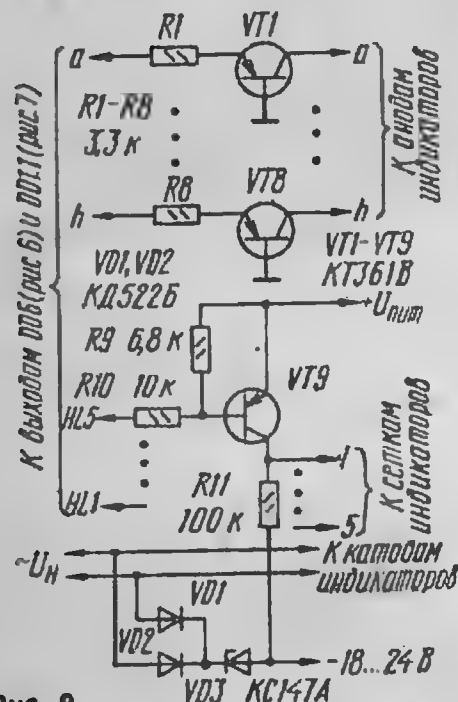 R1
VT1
a
a
R1-R8
3,3 к
R8
VT8
h
h
К анодам
индикаторов
VT1-VT9
КТ361В
VD1, VD2
КД522Б
К выходам DD6 (рис 6) и DD1.1 (рис 7)
+Uпит
R9 6,8 к
R10 10 к
VT9
HL5
HL1
R11
100 к
1
5
К сеткам
индикаторов
~Uн
К катодам
индикаторов
VD1
VD2
VD3 КС147А
-18...24 В